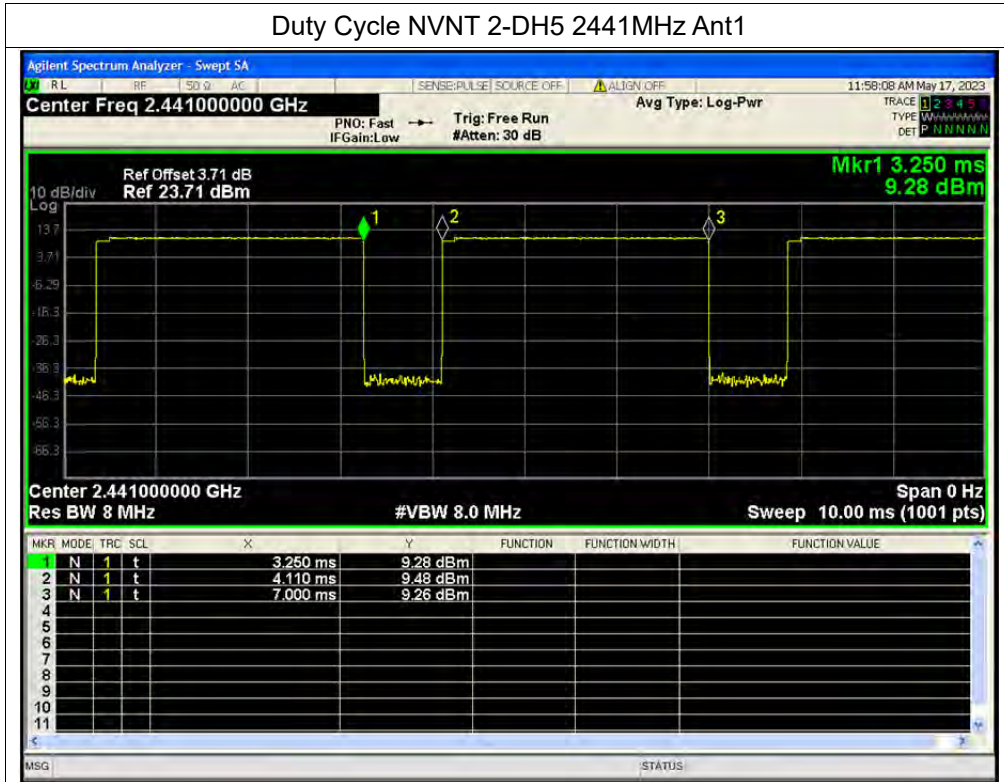 Duty Cycle NVNT 2-DH5 2441MHz Ant1
Agilent Spectrum Analyzer - Swept SA
RL RF 50 Ω AC SENSE:PULSE SOURCE OFF ALIGN OFF 11:58:08 AM May 17, 2023
Center Freq 2.441000000 GHz
PNO: Fast
IFGain:Low
Trig: Free Run
#Atten: 30 dB
Avg Type: Log-Pwr
TRACE 1 2 3 4 5 6
TYPE W
DET P N N N N N
Mkr1 3.250 ms
9.28 dBm
Ref Offset 3.71 dB
10 dB/div Ref 23.71 dBm
Log
13.7
3.71
-6.29
-16.3
-26.3
-36.3
-46.3
-56.3
-66.3
1 2 3
Center 2.441000000 GHz Span 0 Hz
Res BW 8 MHz #VBW 8.0 MHz Sweep 10.00 ms (1001 pts)
MKR MODE TRC SCL X Y FUNCTION FUNCTION WIDTH FUNCTION VALUE
1 N 1 t 3.250 ms 9.28 dBm
2 N 1 t 4.110 ms 9.48 dBm
3 N 1 t 7.000 ms 9.26 dBm
4
5
6
7
8
9
10
11
MSG STATUS